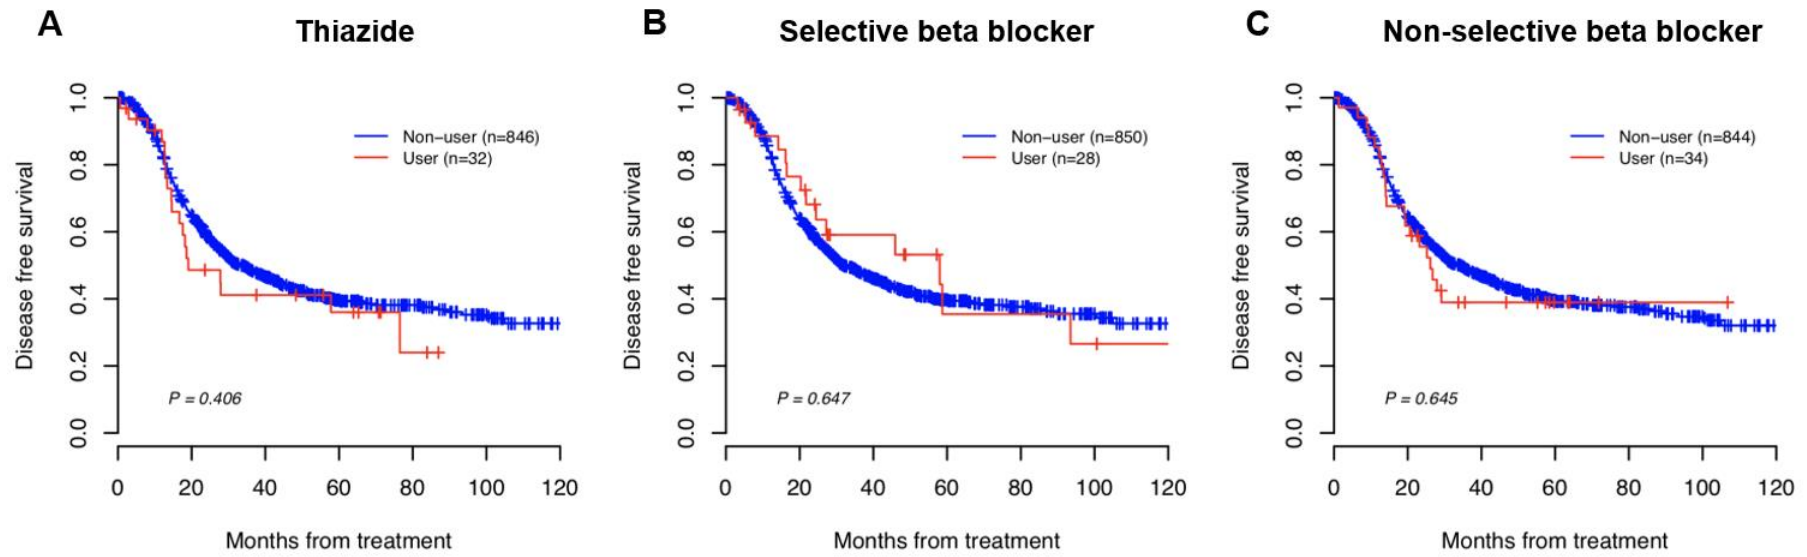 A Thiazide
Disease free survival
1.0
0.8
0.6
0.4
0.2
0.0
Non-user (n=846)
User (n=32)
P = 0.406
0 20 40 60 80 100 120
Months from treatment
B Selective beta blocker
Disease free survival
1.0
0.8
0.6
0.4
0.2
0.0
Non-user (n=850)
User (n=28)
P = 0.647
0 20 40 60 80 100 120
Months from treatment
C Non-selective beta blocker
Disease free survival
1.0
0.8
0.6
0.4
0.2
0.0
Non-user (n=844)
User (n=34)
P = 0.645
0 20 40 60 80 100 120
Months from treatment